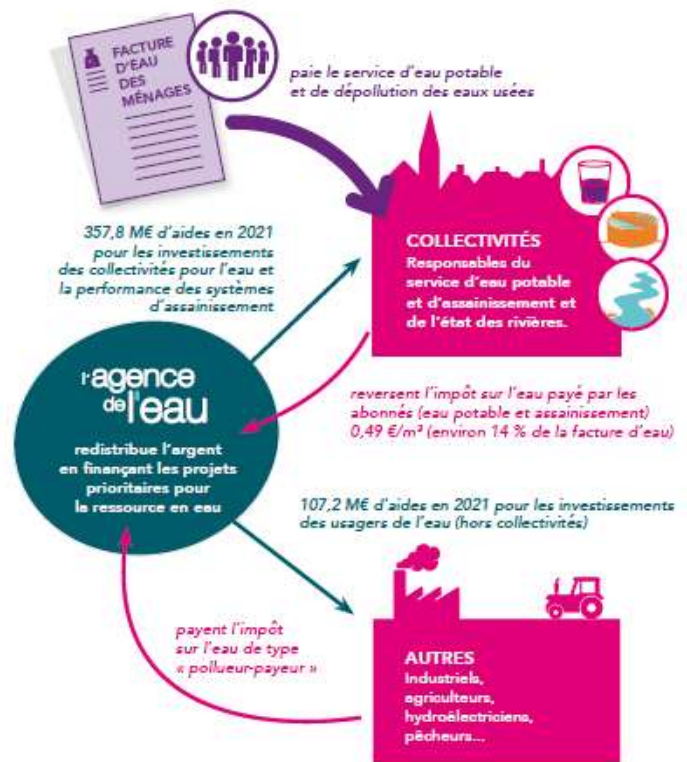 FACTURE
D'EAU
DES
MÉNAGES
paie le service d'eau potable
et de dépollution des eaux usées
357,8 M€ d'aides en 2021
pour les investissements
des collectivités pour l'eau et
la performance des systèmes
d'assainissement
COLLECTIVITÉS
Responsables du
service d'eau potable
et d'assainissement et
de l'état des rivières.
l'agence
de l'eau
redistribue l'argent
en finançant les projets
prioritaires pour
la ressource en eau
reversent l'impôt sur l'eau payé par les
abonnés (eau potable et assainissement)
0,49 €/m³ (environ 14 % de la facture d'eau)
107,2 M€ d'aides en 2021 pour les investissements
des usagers de l'eau (hors collectivités)
payent l'impôt
sur l'eau de type
« pollueur-payeur »
AUTRES
Industriels,
agriculteurs,
hydroélectriciens,
pêcheurs...